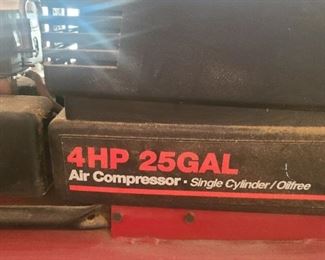 4HP 25GAL
Air Compressor · Single Cylinder/Oilfree